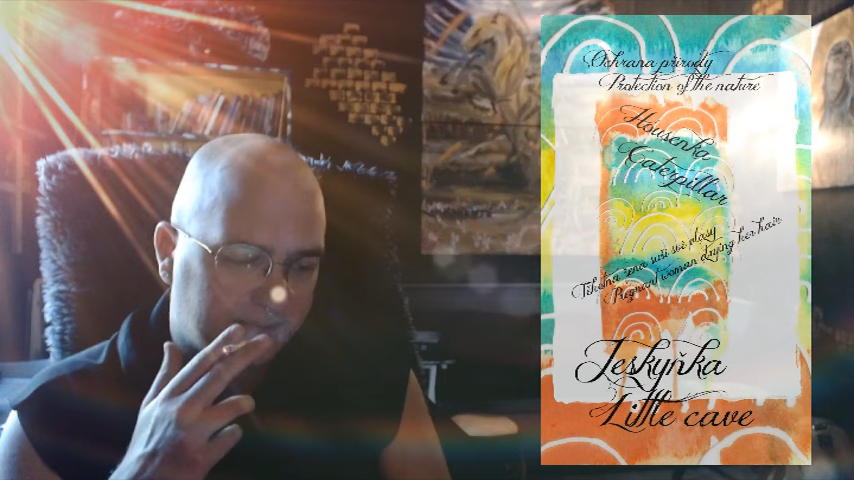 Ochrana přírody
Protection of the nature
Housenka
Caterpillar
Těhotná žena suší své vlasy
Pregnant woman drying her hair
Jeskyňka
Little cave